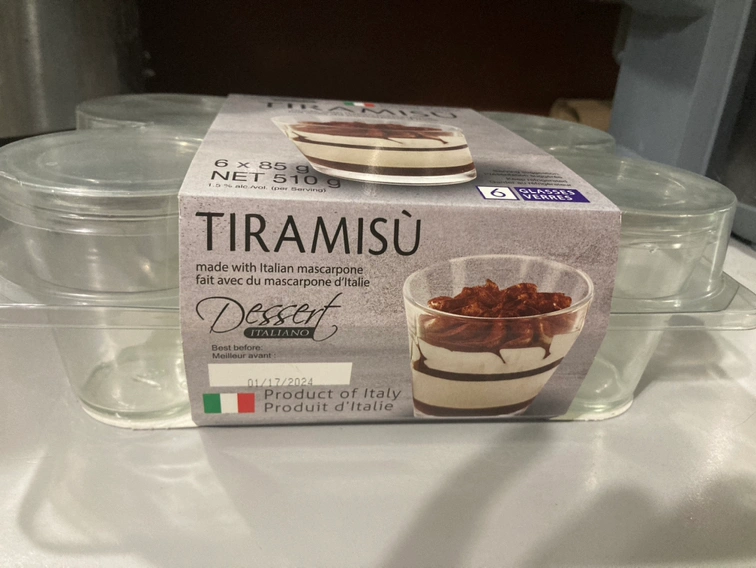 TIRAMISÙ
6 x 85 g
NET 510 g
1.5 % alc./vol. (per Serving)
6 GLASSES
VERRES
TIRAMISÙ
made with Italian mascarpone
fait avec du mascarpone d'Italie
Dessert
ITALIANO
Best before:
Meilleur avant
01/17/2024
Product of Italy
Produit d'Italie